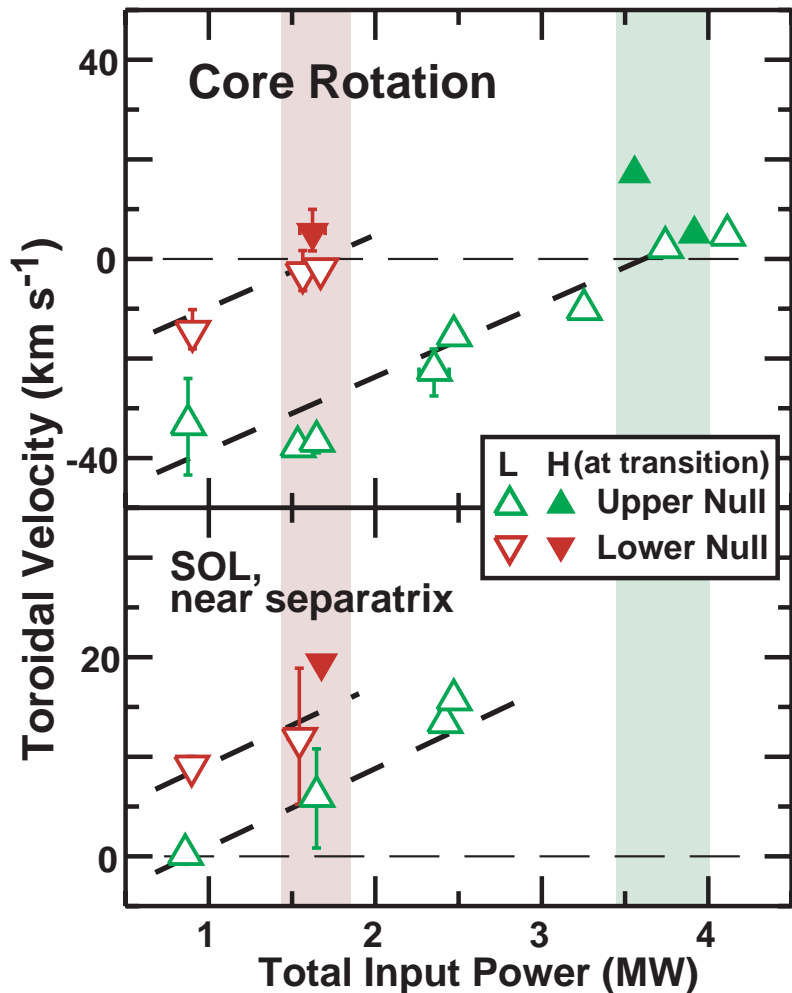 40
Core Rotation
0
-40
Toroidal Velocity (km s-1)
L H (at transition)
Upper Null
Lower Null
SOL,
near separatrix
20
0
1 2 3 4
Total Input Power (MW)